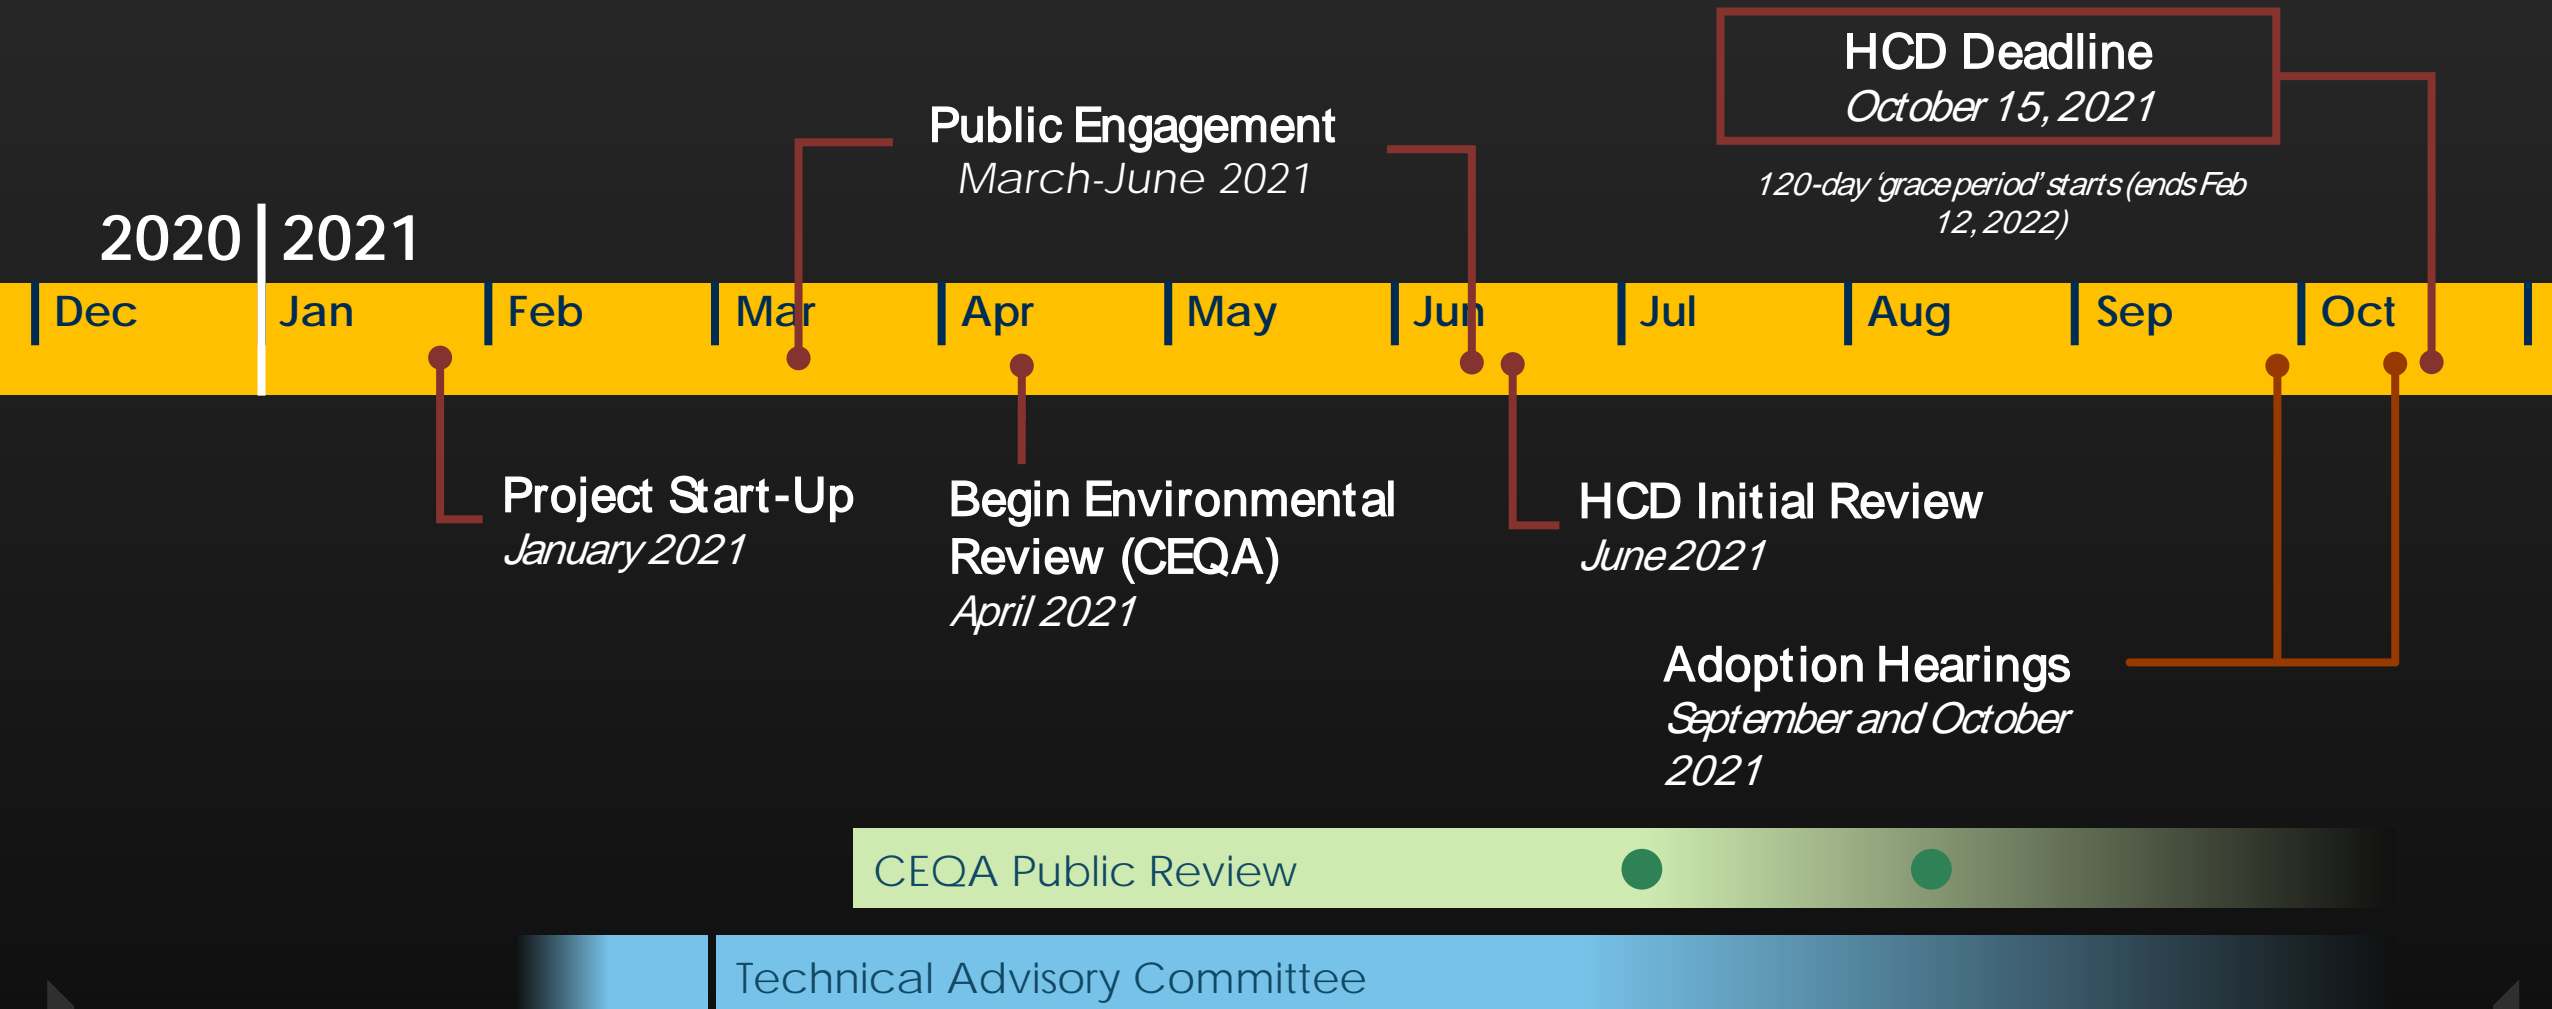 HCD Deadline
October 15, 2021
Public Engagement
March-June 2021
120-day ‘grace period’ starts (ends Feb
12, 2022)
2020 2021
Dec Jan Feb Mar Apr May Jun Jul Aug Sep Oct
Project Start-Up
January 2021
Begin Environmental
Review (CEQA)
April 2021
HCD Initial Review
June 2021
Adoption Hearings
September and October
2021
CEQA Public Review
Technical Advisory Committee